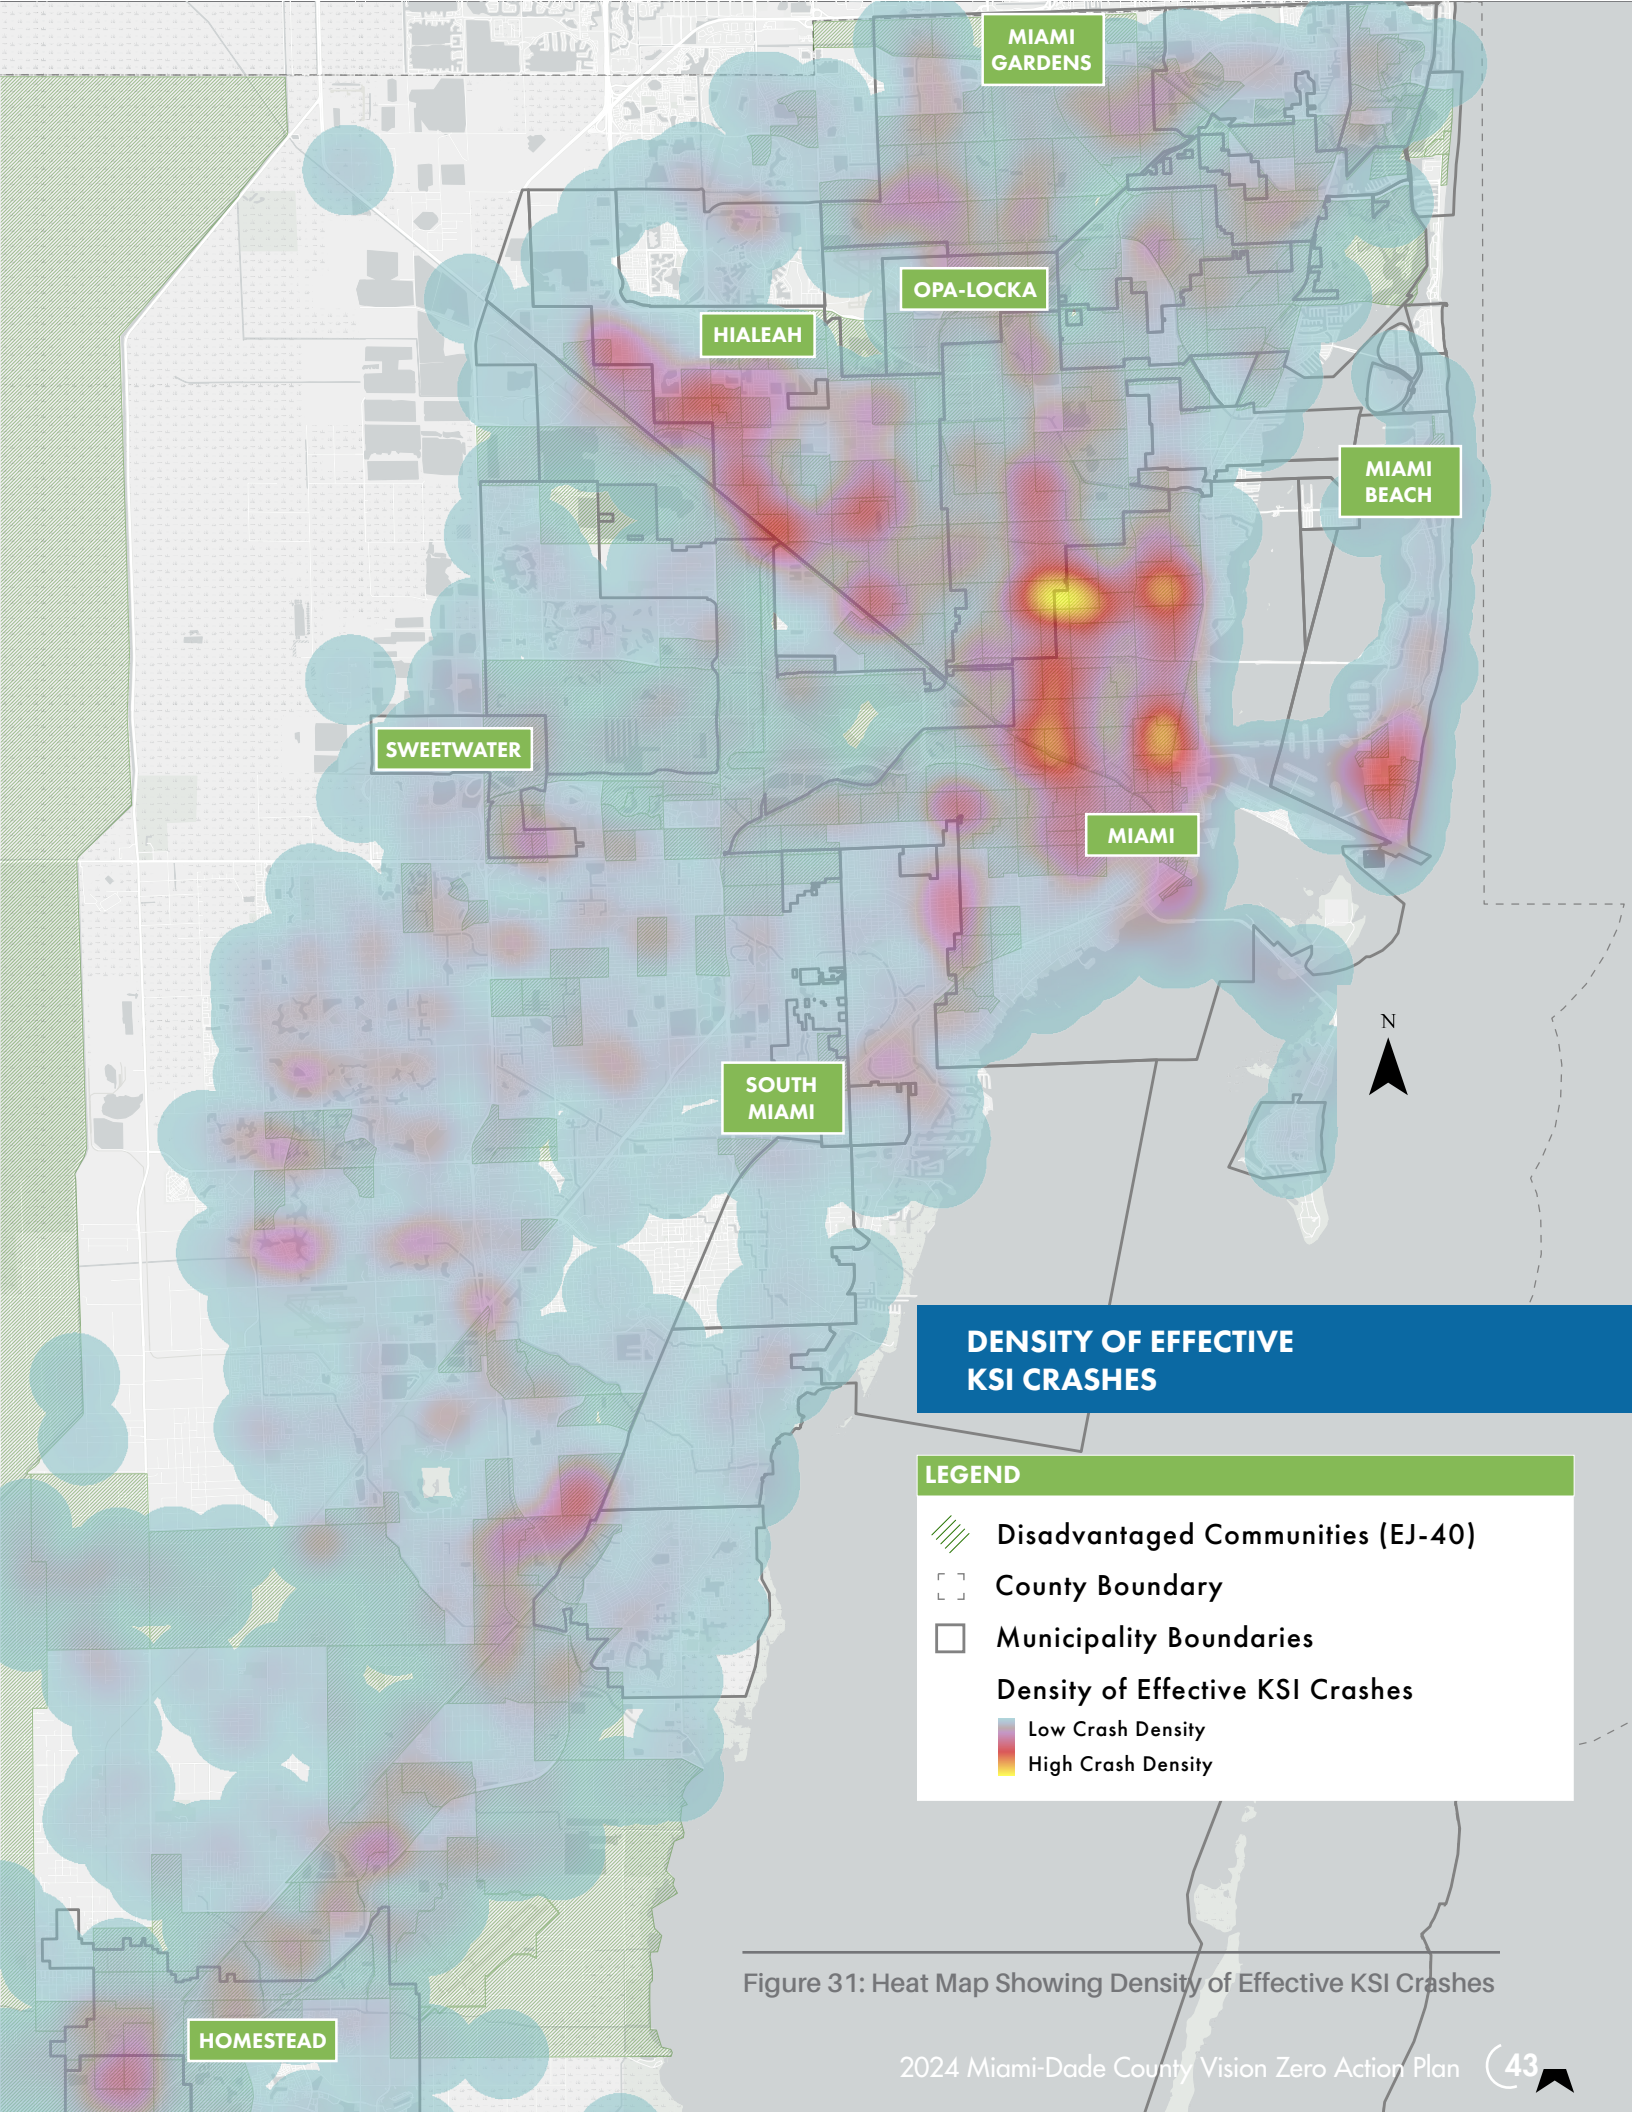 MIAMI
GARDENS
OPA-LOCKA
HIALEAH
MIAMI
BEACH
SWEETWATER
MIAMI
N
SOUTH
MIAMI
DENSITY OF EFFECTIVE
KSI CRASHES
LEGEND
Disadvantaged Communities (EJ-40)
County Boundary
Municipality Boundaries
Density of Effective KSI Crashes
Low Crash Density
High Crash Density
Figure 31: Heat Map Showing Density of Effective KSI Crashes
HOMESTEAD
2024 Miami-Dade County Vision Zero Action Plan 43